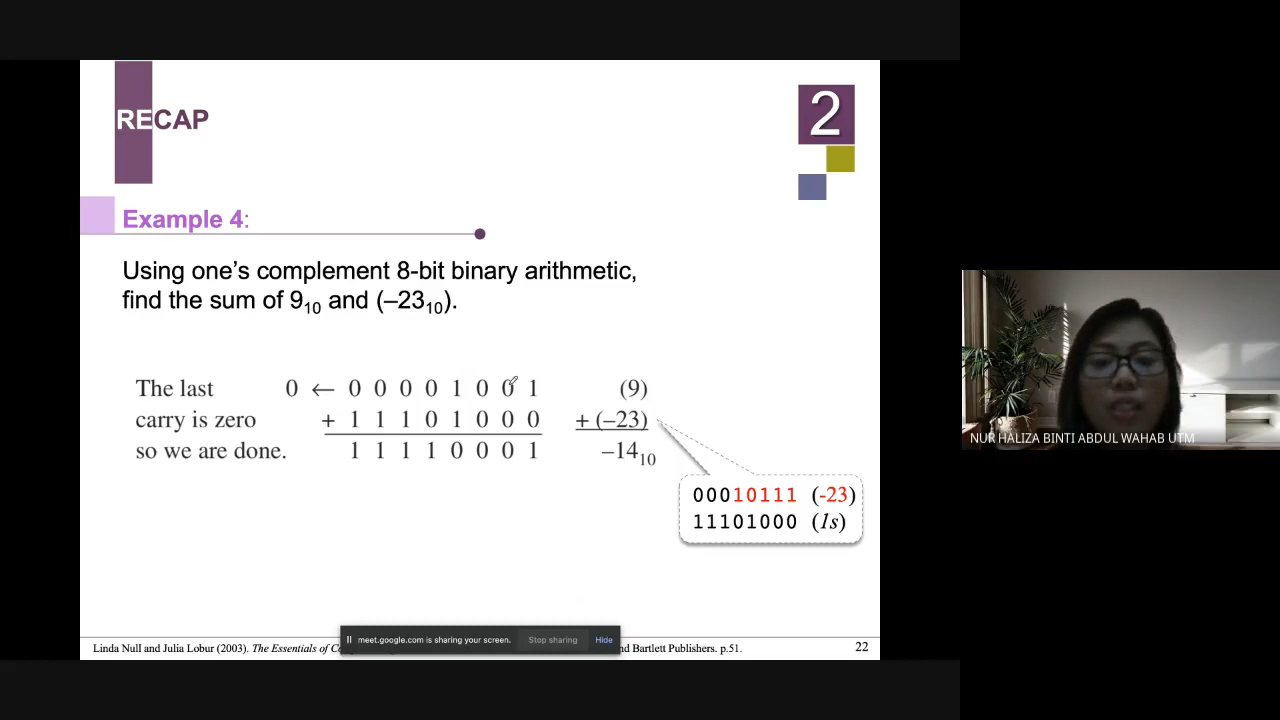 RECAP
2
Example 4:
Using one’s complement 8-bit binary arithmetic,
find the sum of 9₁₀ and (–23₁₀).
The last 0 ← 0 0 0 0 1 0 0 1 (9)
carry is zero + 1 1 1 0 1 0 0 0 + (–23)
so we are done. 1 1 1 1 0 0 0 1 –14₁₀
00010111 (-23)
11101000 (1s)
NUR HALIZA BINTI ABDUL WAHAB UTM
meet.google.com is sharing your screen. Stop sharing Hide
Linda Null and Julia Lobur (2003). The Essentials of nd Bartlett Publishers. p.51. 22